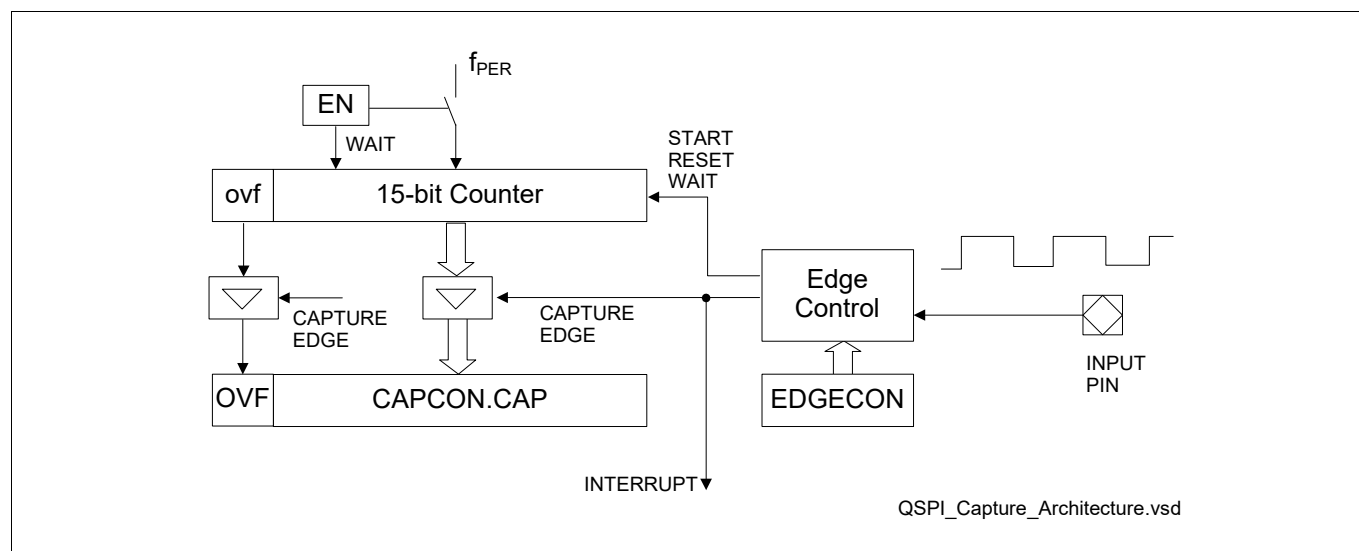 fPER
EN
WAIT
START
RESET
WAIT
ovf
15-bit Counter
Edge
Control
CAPTURE
EDGE
CAPTURE
EDGE
INPUT
PIN
OVF
CAPCON.CAP
EDGECON
INTERRUPT
QSPI_Capture_Architecture.vsd